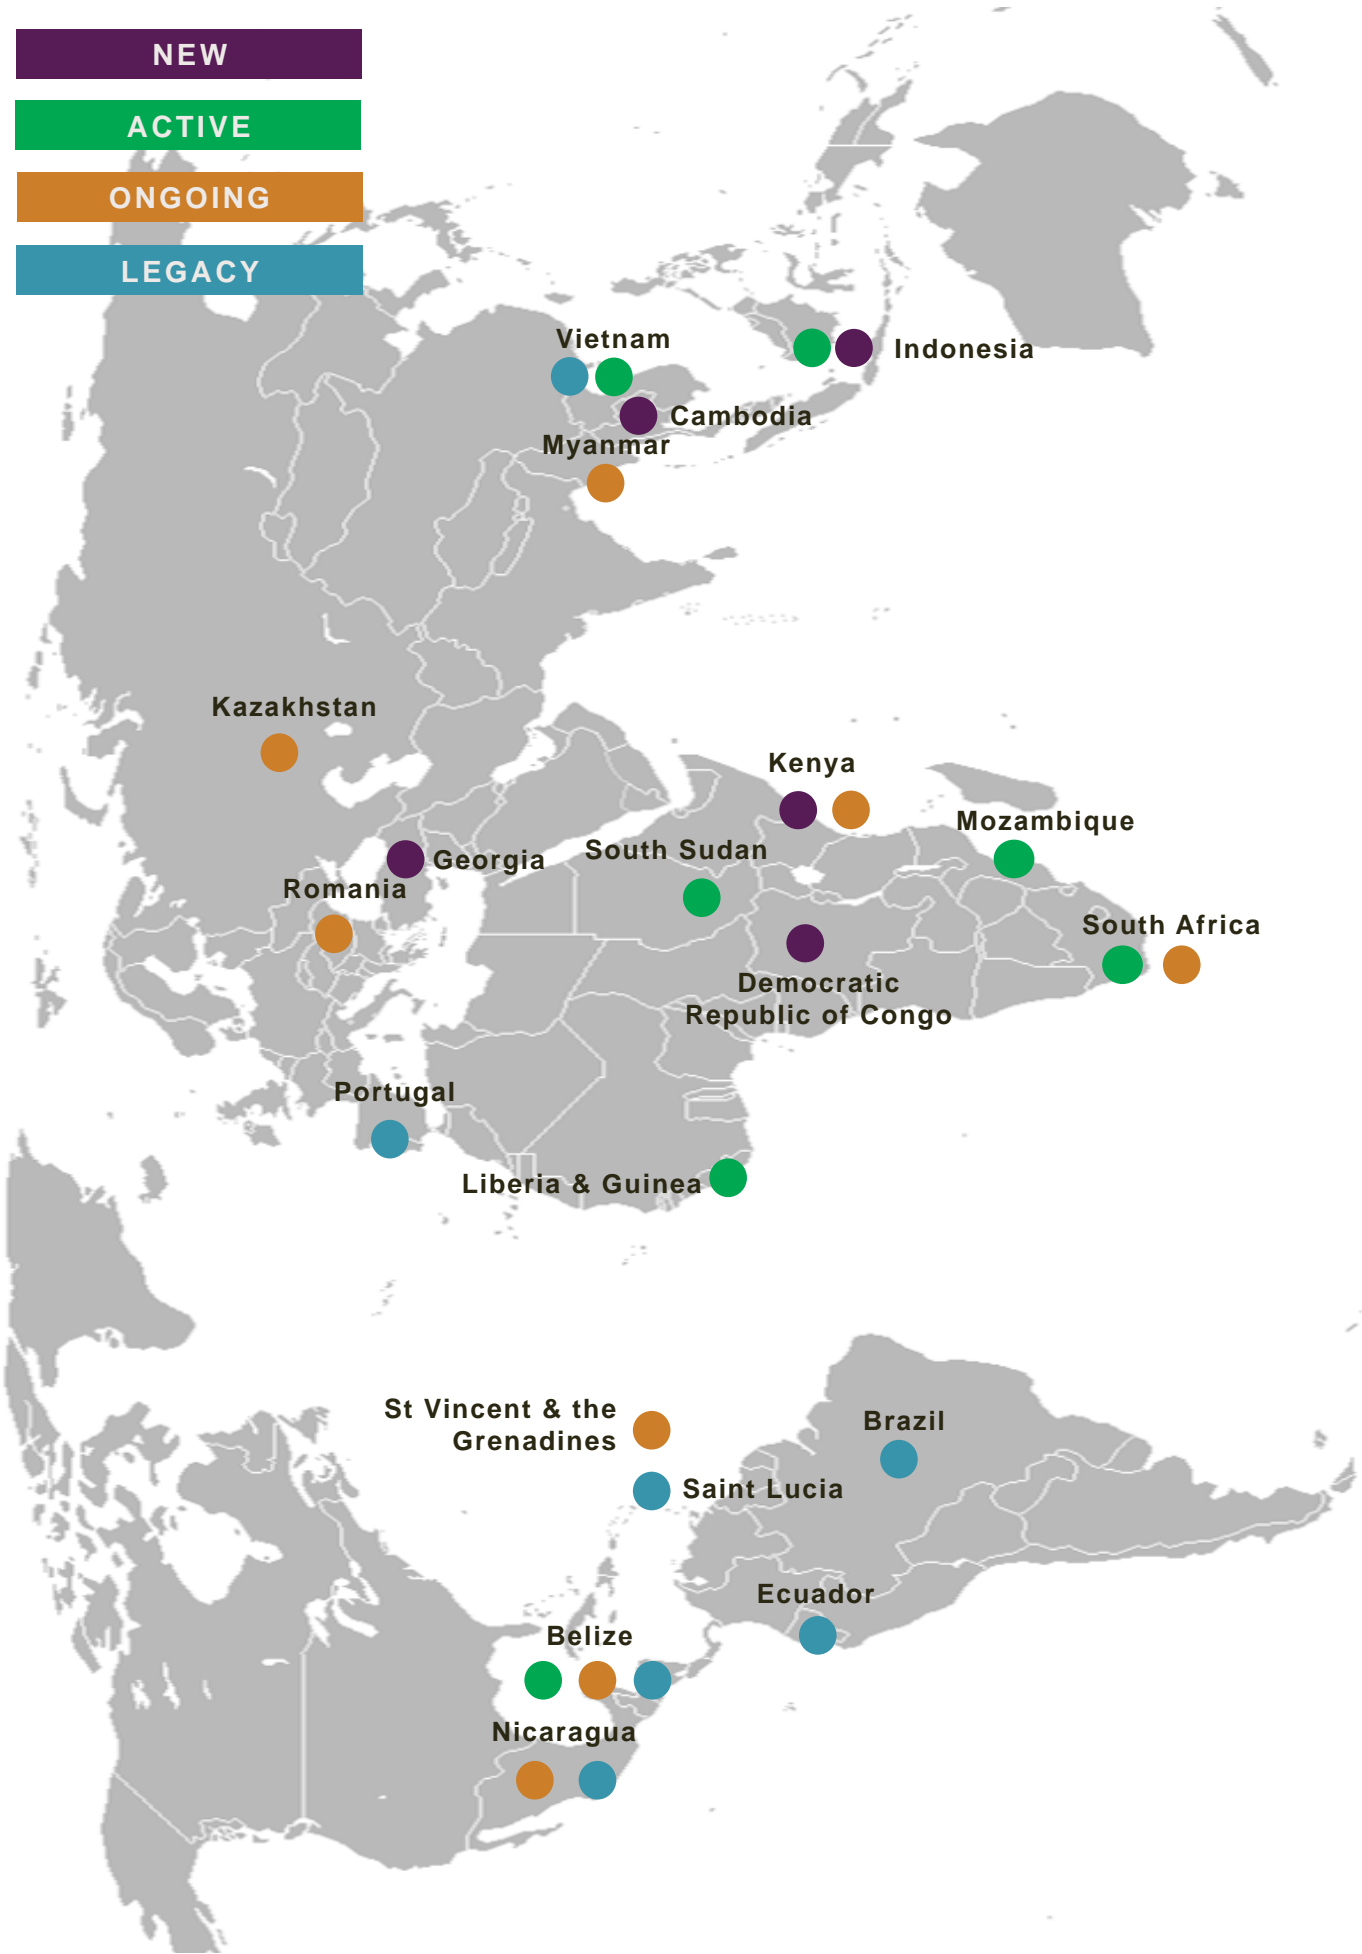 NEW
ACTIVE
ONGOING
LEGACY
Vietnam
Indonesia
Cambodia
Myanmar
Kazakhstan
Kenya
Mozambique
South Sudan
Georgia
Romania
South Africa
Democratic
Republic of Congo
Portugal
Liberia & Guinea
St Vincent & the
Grenadines
Brazil
Saint Lucia
Ecuador
Belize
Nicaragua